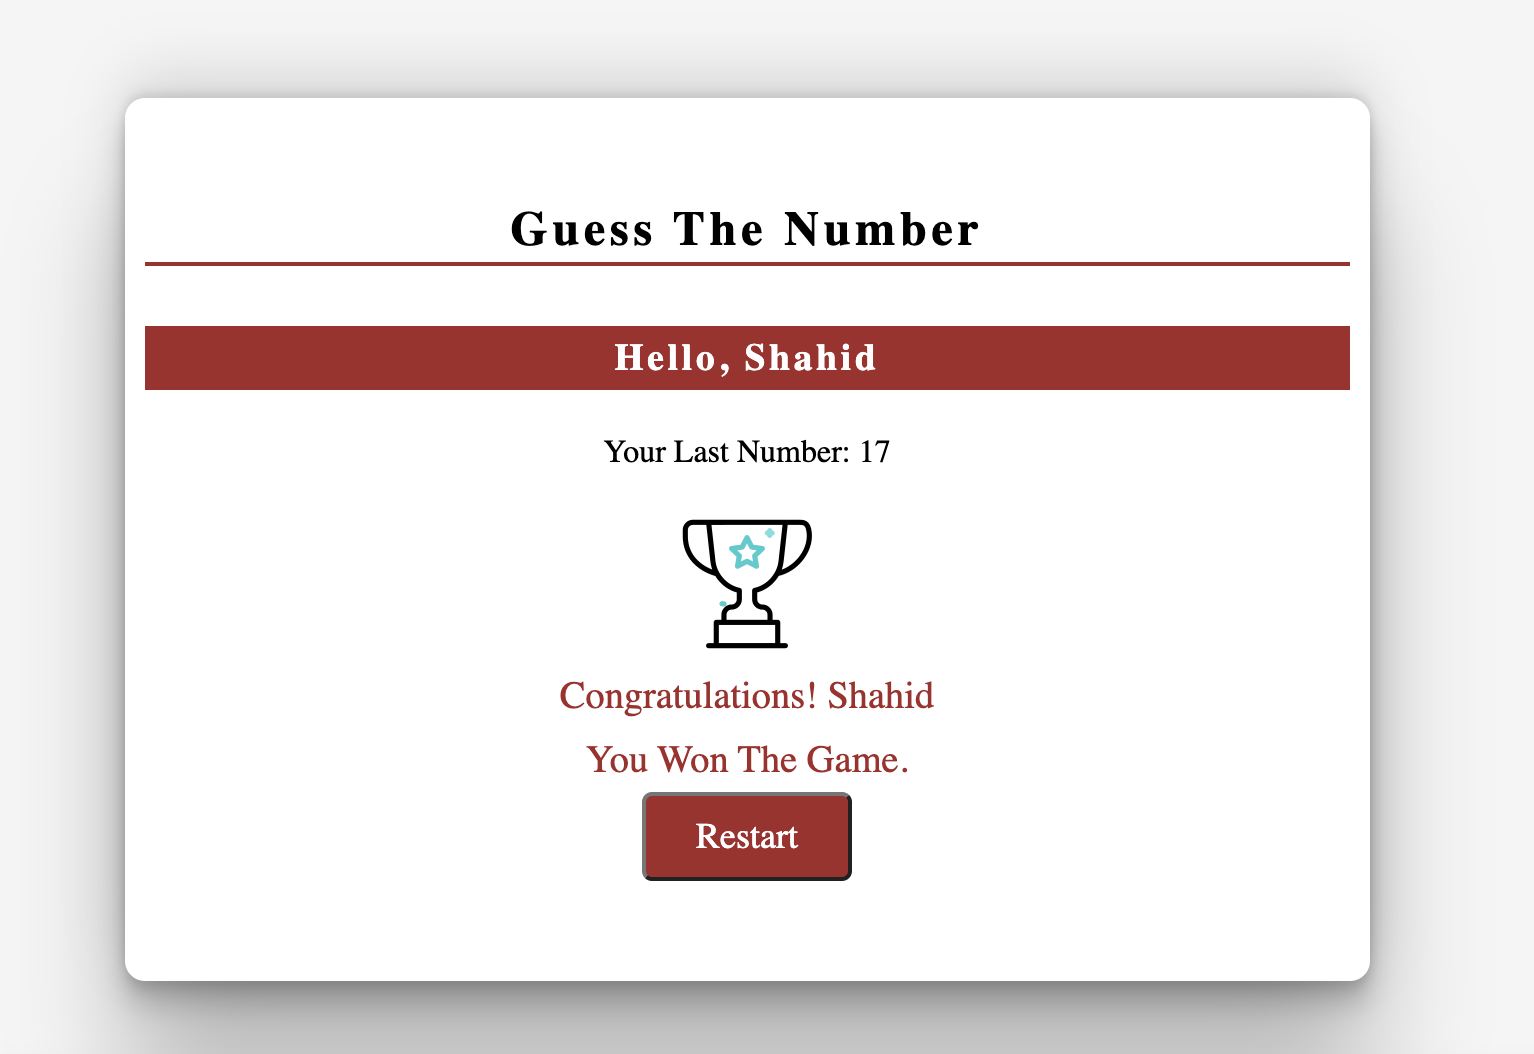 Guess The Number
Hello, Shahid
Your Last Number: 17
Congratulations! Shahid
You Won The Game.
Restart